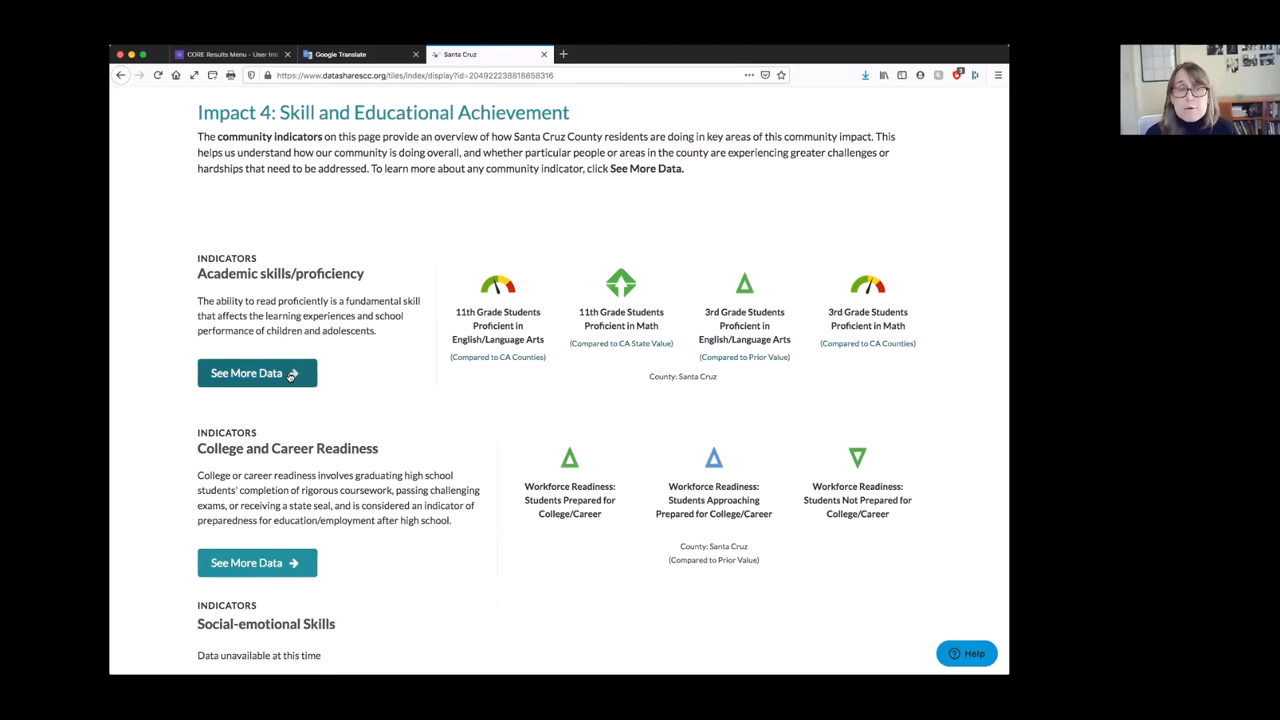 CORE Results Menu - User Int
Google Translate
Santa Cruz
https://www.datasharescc.org/tiles/index/display?id=204922238818858316
Impact 4: Skill and Educational Achievement
The community indicators on this page provide an overview of how Santa Cruz County residents are doing in key areas of this community impact. This
helps us understand how our community is doing overall, and whether particular people or areas in the county are experiencing greater challenges or
hardships that need to be addressed. To learn more about any community indicator, click See More Data.
INDICATORS
Academic skills/proficiency
The ability to read proficiently is a fundamental skill
that affects the learning experiences and school
performance of children and adolescents.
See More Data
11th Grade Students
Proficient in
English/Language Arts
(Compared to CA Counties)
11th Grade Students
Proficient in Math
(Compared to CA State Value)
3rd Grade Students
Proficient in
English/Language Arts
(Compared to Prior Value)
3rd Grade Students
Proficient in Math
(Compared to CA Counties)
County: Santa Cruz
INDICATORS
College and Career Readiness
College or career readiness involves graduating high school
students' completion of rigorous coursework, passing challenging
exams, or receiving a state seal, and is considered an indicator of
preparedness for education/employment after high school.
See More Data
Workforce Readiness:
Students Prepared for
College/Career
Workforce Readiness:
Students Approaching
Prepared for College/Career
Workforce Readiness:
Students Not Prepared for
College/Career
County: Santa Cruz
(Compared to Prior Value)
INDICATORS
Social-emotional Skills
Data unavailable at this time
Help